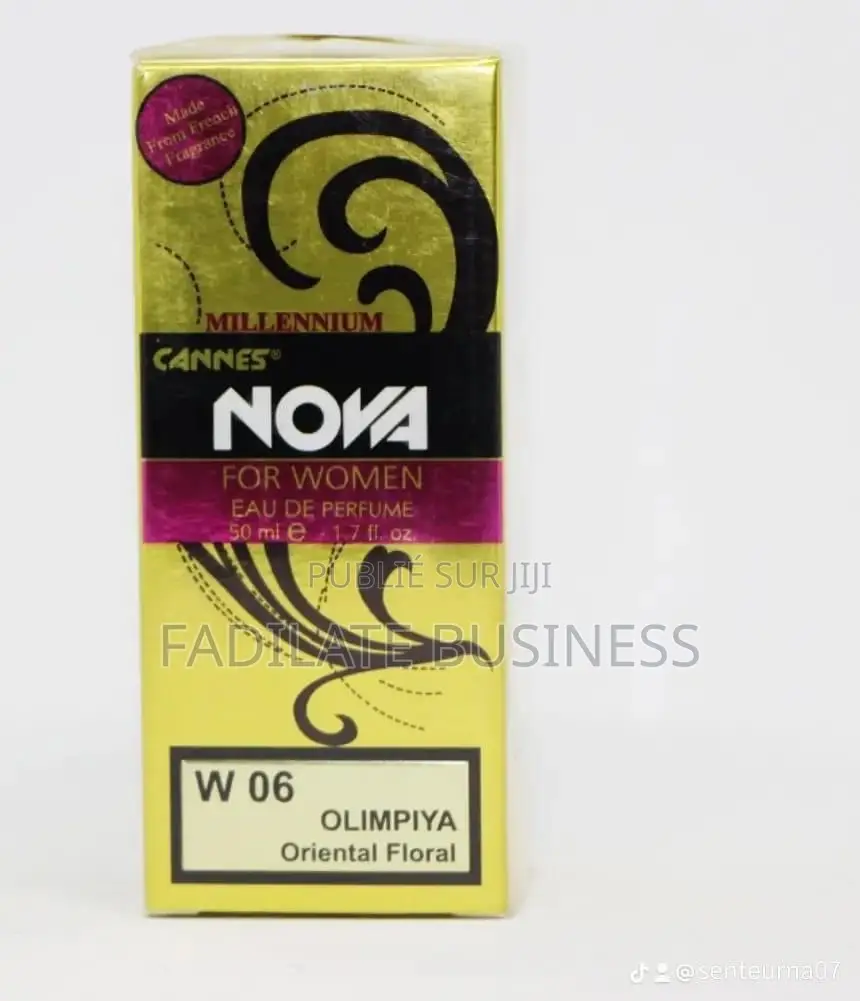 Made
From French
Fragrance
MILLENNIUM
CANNES®
NOVA
FOR WOMEN
EAU DE PERFUME
50 ml e - 1.7 fl. oz.
PUBLIÉ SUR JIJI
FADILATE BUSINESS
W 06
OLIMPIYA
Oriental Floral
@senteurna07